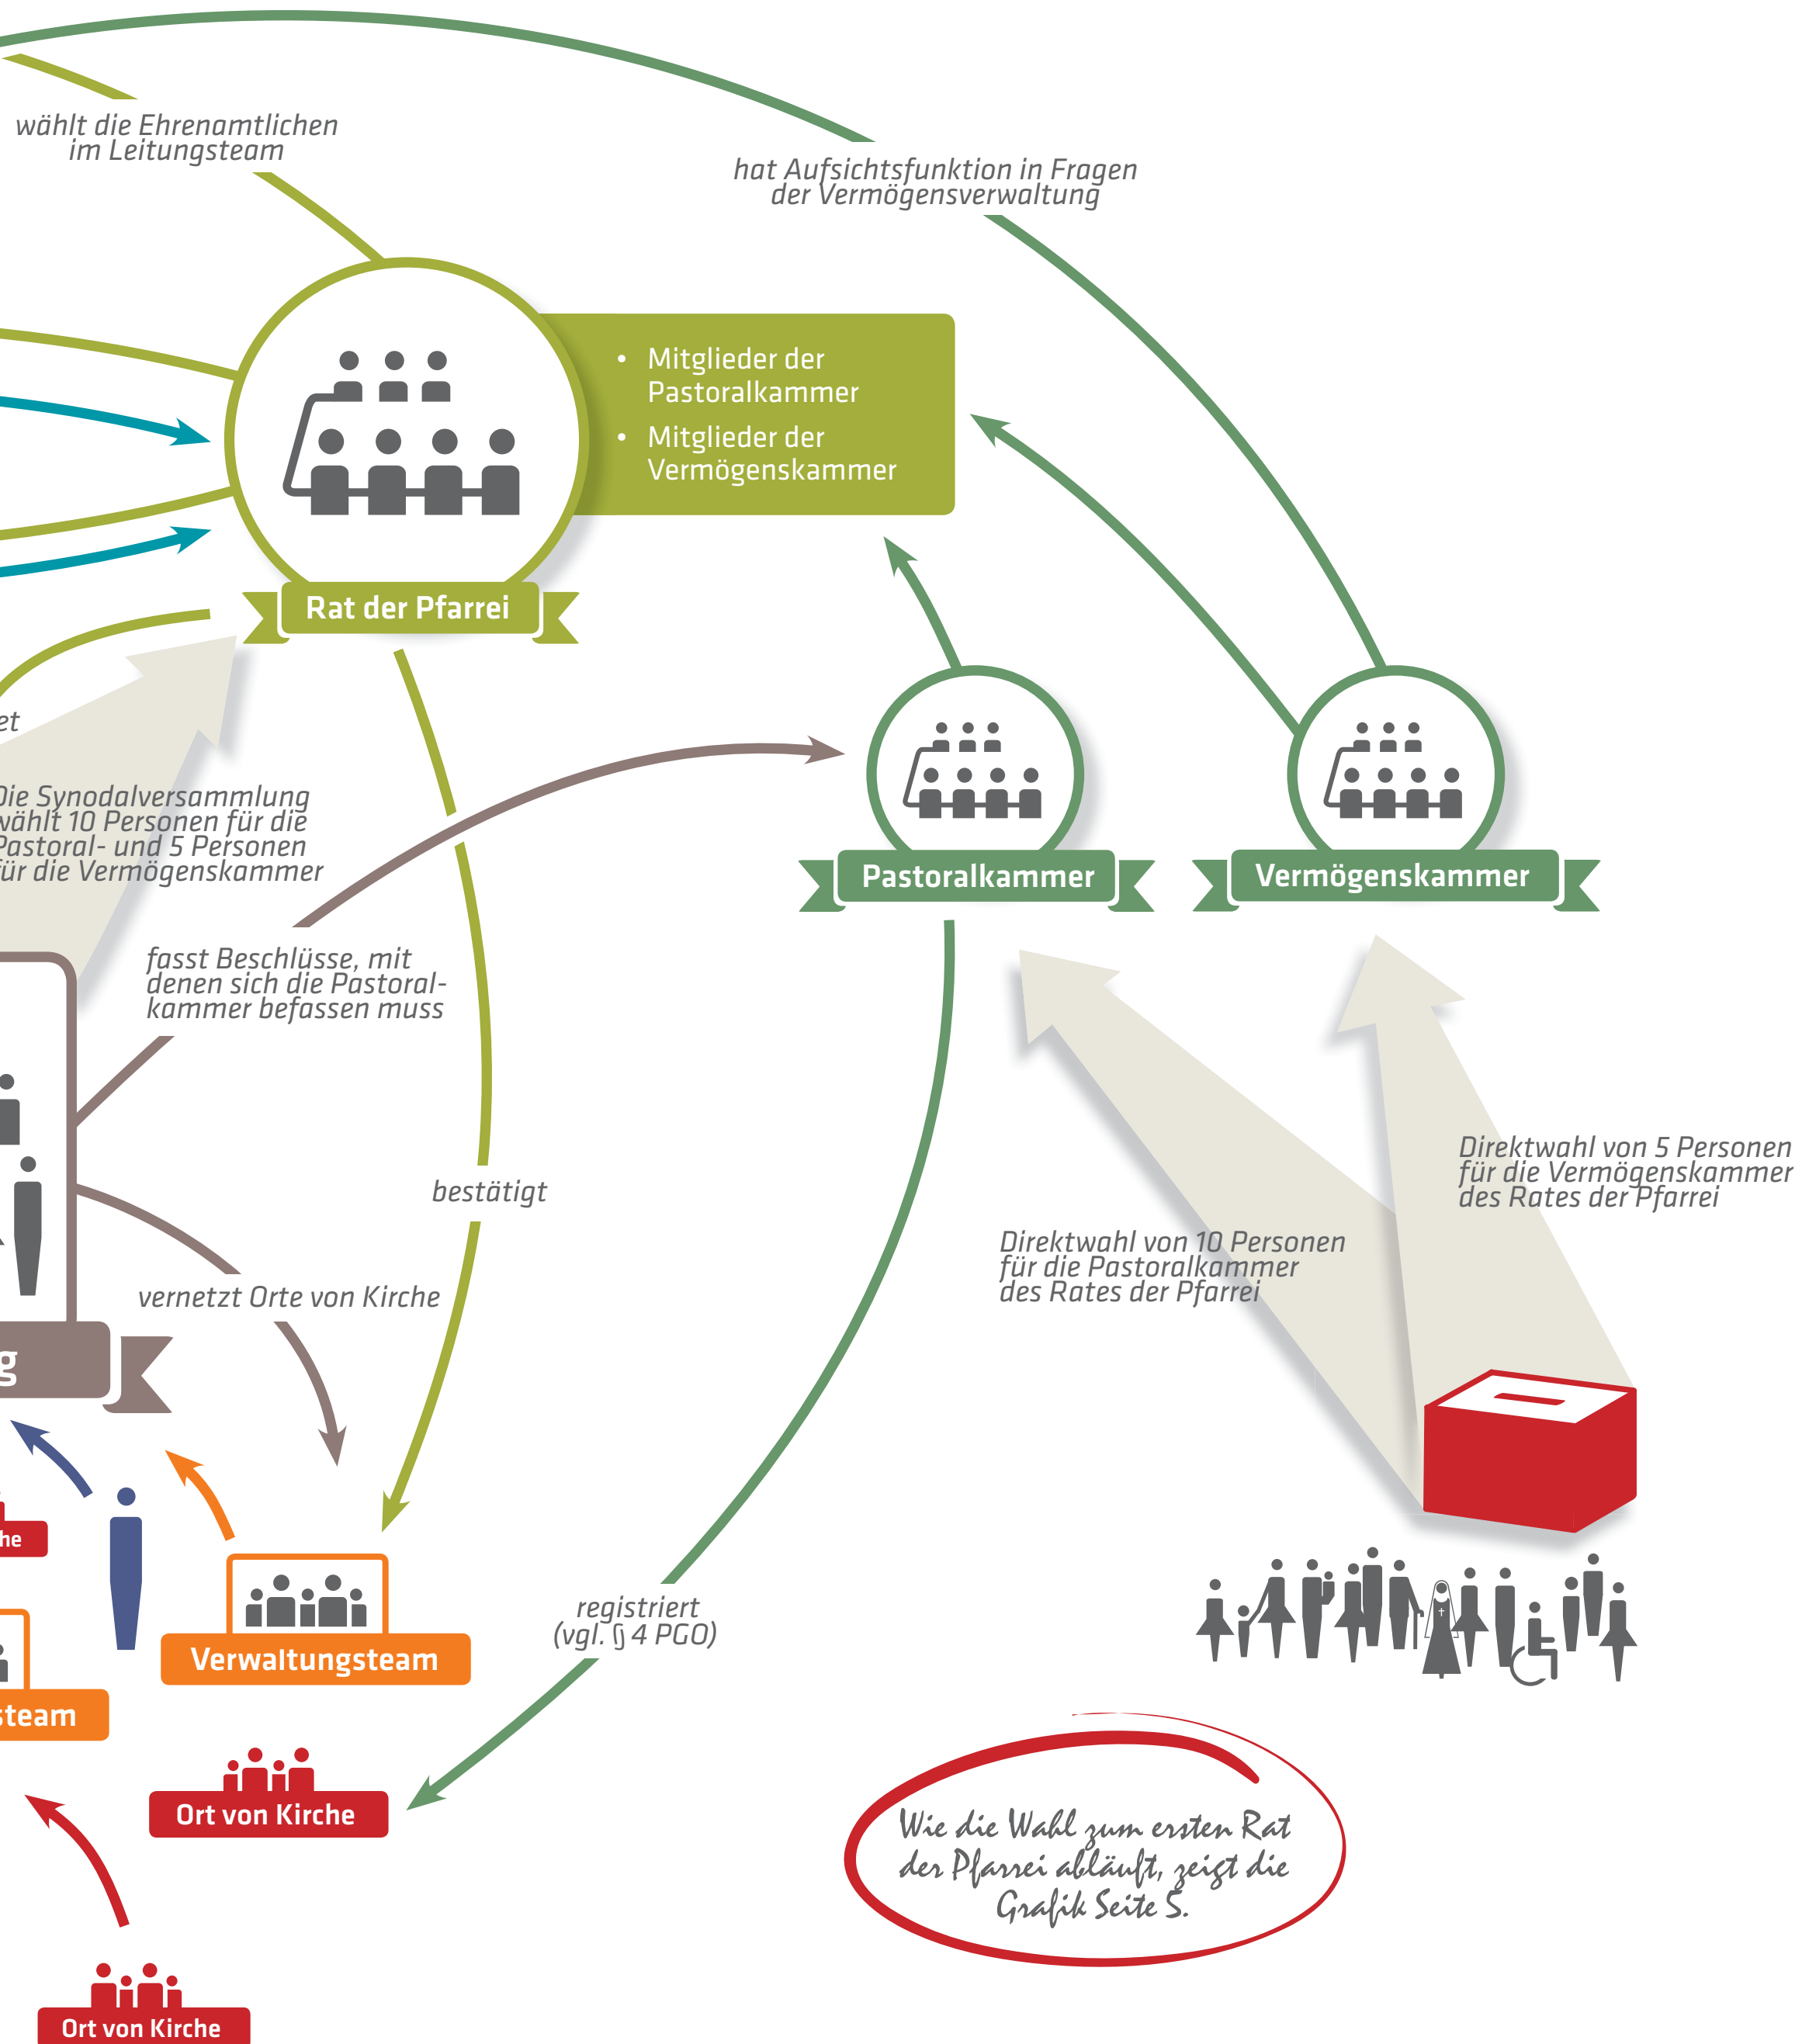 wählt die Ehrenamtlichen
im Leitungsteam
hat Aufsichtsfunktion in Fragen
der Vermögensverwaltung
• Mitglieder der
Pastoralkammer
• Mitglieder der
Vermögenskammer
Rat der Pfarrei
et
Die Synodalversammlung
wählt 10 Personen für die
Pastoral- und 5 Personen
für die Vermögenskammer
Pastoralkammer
Vermögenskammer
fasst Beschlüsse, mit
denen sich die Pastoral-
kammer befassen muss
bestätigt
Direktwahl von 5 Personen
für die Vermögenskammer
des Rates der Pfarrei
Direktwahl von 10 Personen
für die Pastoralkammer
des Rates der Pfarrei
vernetzt Orte von Kirche
g
he
registriert
(vgl. § 4 PGO)
Verwaltungsteam
steam
Ort von Kirche
Wie die Wahl zum ersten Rat
der Pfarrei abläuft, zeigt die
Grafik Seite 5.
Ort von Kirche